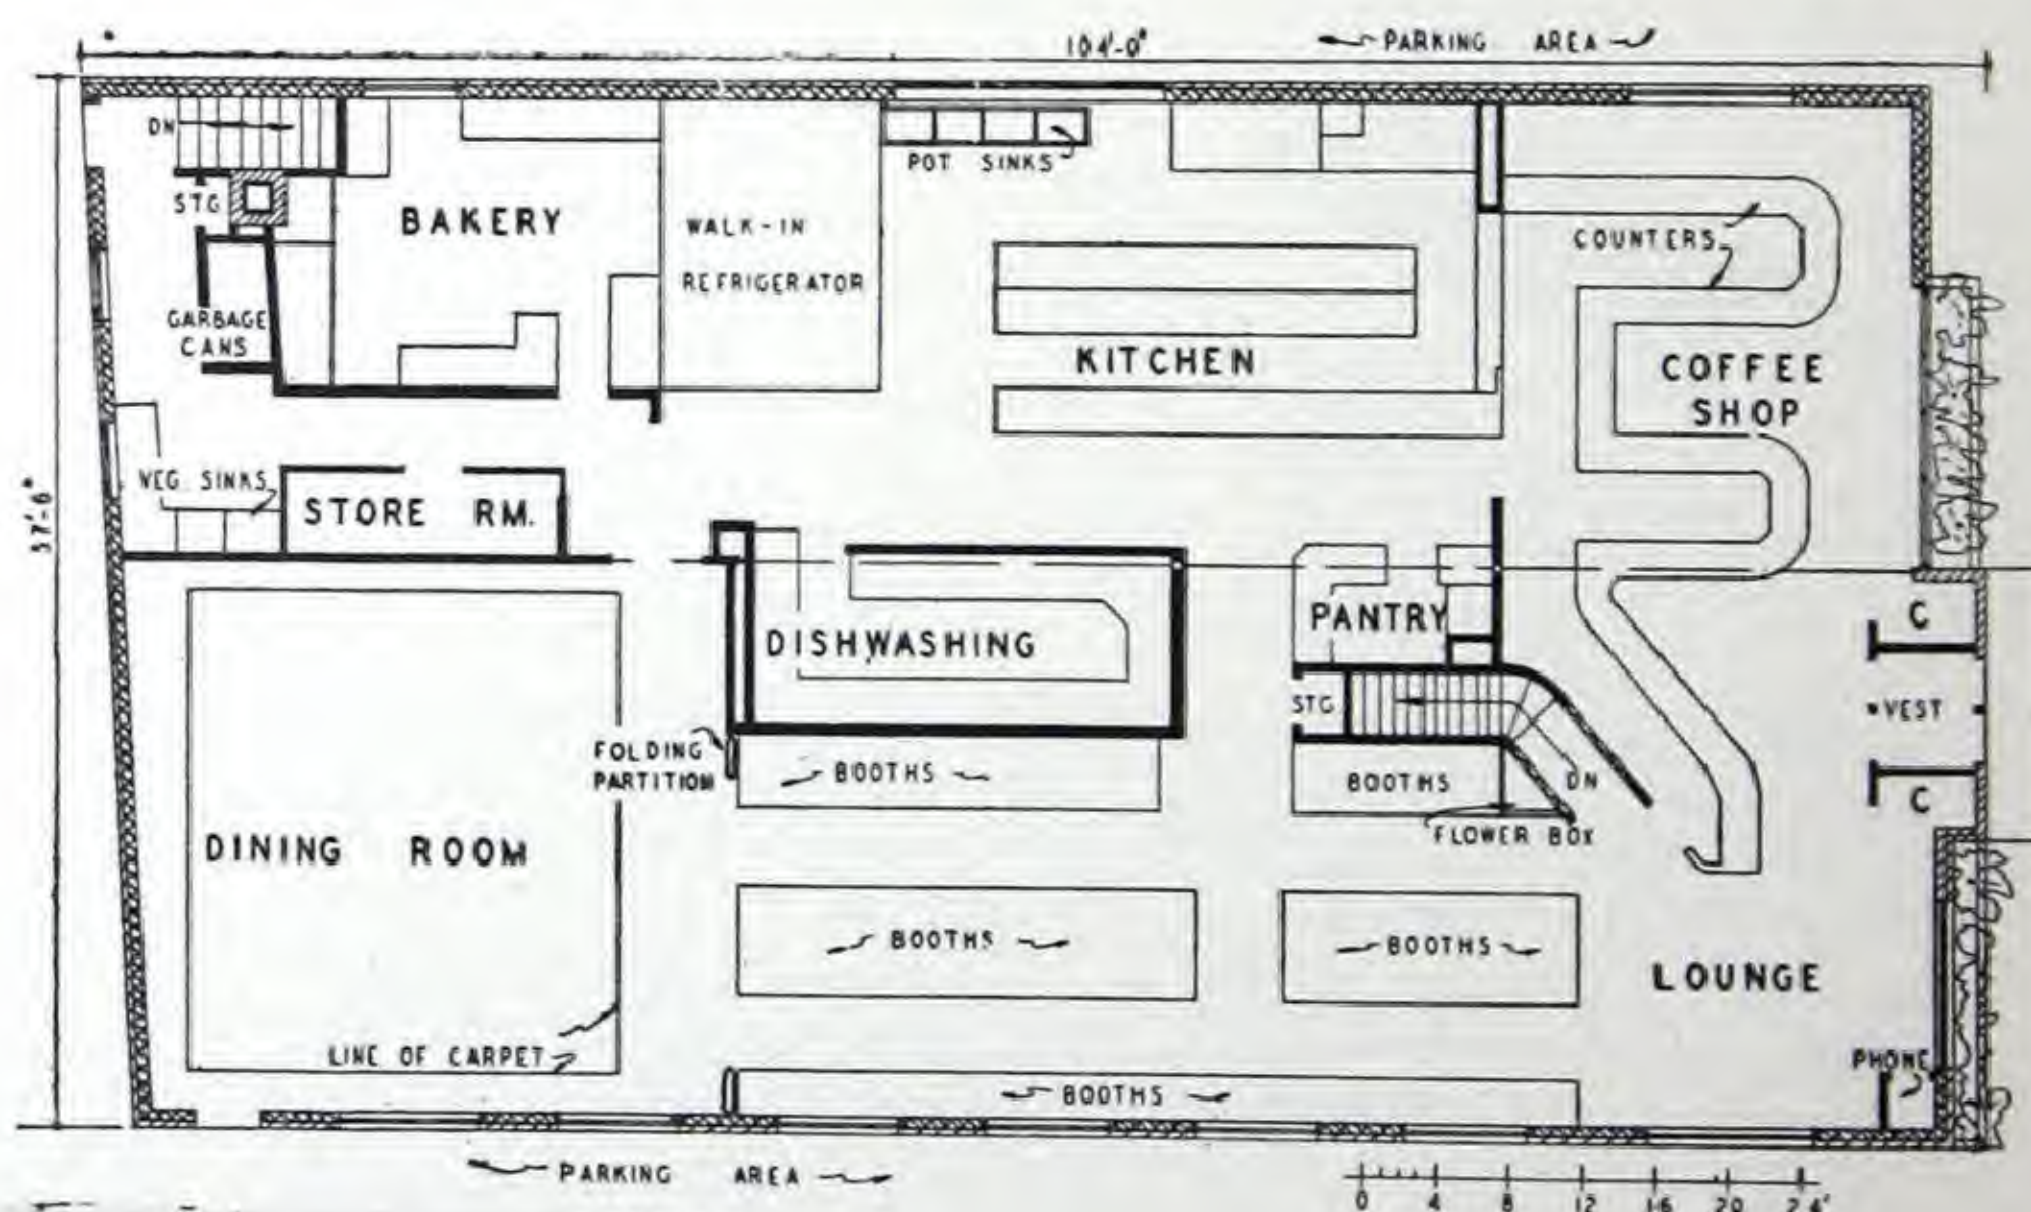 104'-0"
PARKING AREA
DN
POT SINKS
STG
BAKERY
WALK-IN
REFRIGERATOR
COUNTERS
GARBAGE
CANS
KITCHEN
COFFEE
SHOP
VEG. SINKS
STORE RM.
57'-6"
PANTRY
C
DISHWASHING
STG
VEST
FOLDING
PARTITION
BOOTHS
BOOTHS
DN
C
FLOWER BOX
DINING ROOM
BOOTHS
BOOTHS
LOUNGE
LINE OF CARPET
PHONE
BOOTHS
PARKING AREA
0 4 8 12 16 20 24'